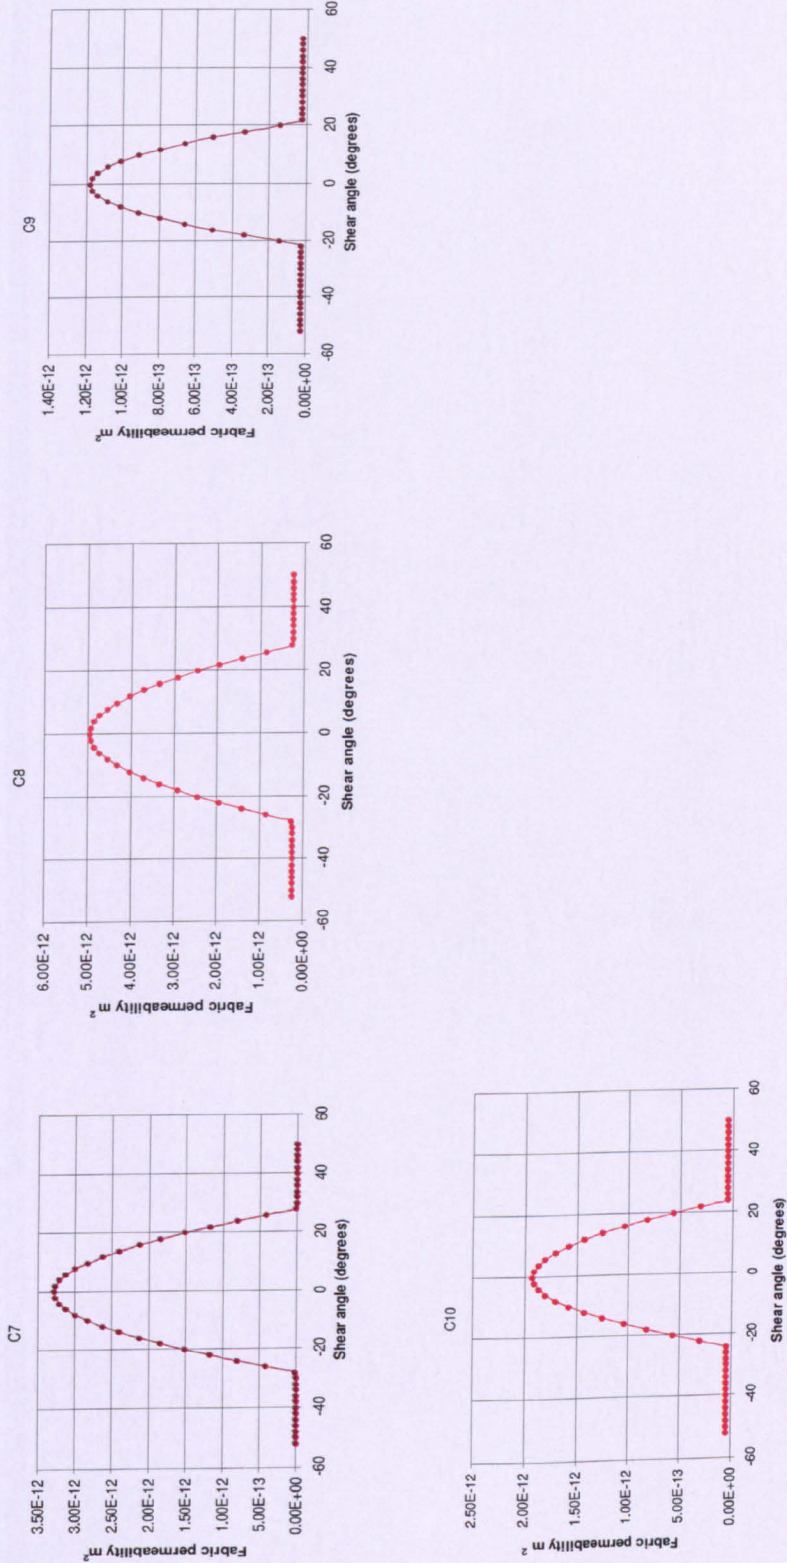 C7
Fabric permeability m²
3.50E-12
3.00E-12
2.50E-12
2.00E-12
1.50E-12
1.00E-12
5.00E-13
0.00E+00
-60 -40 -20 0 20 40 60
Shear angle (degrees)
C8
Fabric permeability m²
6.00E-12
5.00E-12
4.00E-12
3.00E-12
2.00E-12
1.00E-12
0.00E+00
-60 -40 -20 0 20 40 60
Shear angle (degrees)
C9
Fabric permeability m²
1.40E-12
1.20E-12
1.00E-12
8.00E-13
6.00E-13
4.00E-13
2.00E-13
0.00E+00
-60 -40 -20 0 20 40 60
Shear angle (degrees)
C10
Fabric permeability m²
2.50E-12
2.00E-12
1.50E-12
1.00E-12
5.00E-13
0.00E+00
-60 -40 -20 0 20 40 60
Shear angle (degrees)